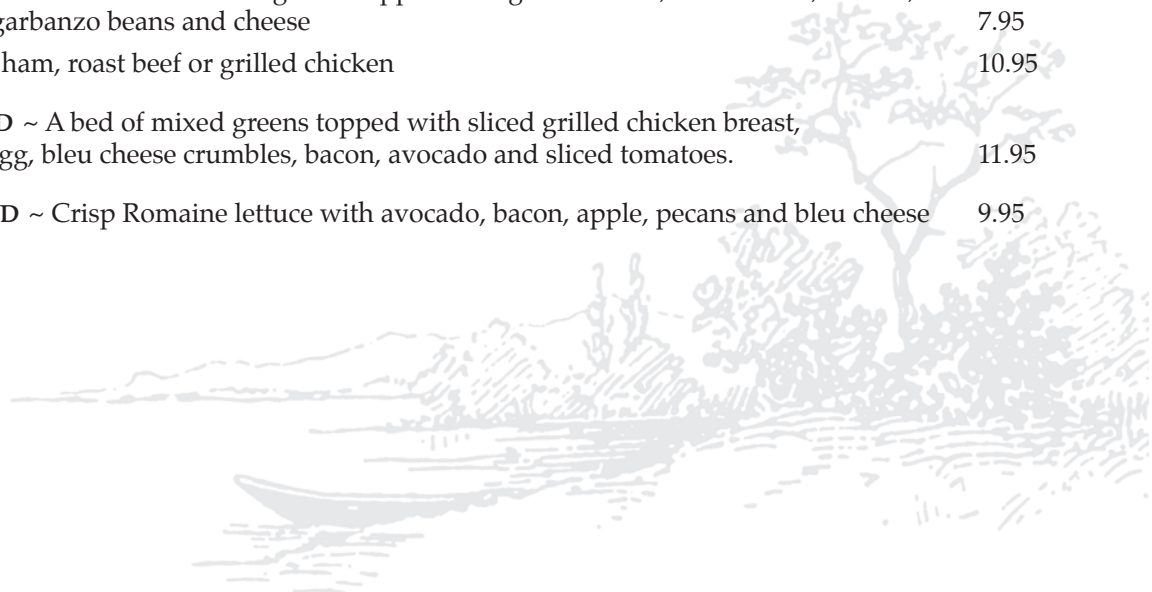 garbanzo beans and cheese 7.95
ham, roast beef or grilled chicken 10.95
D ~ A bed of mixed greens topped with sliced grilled chicken breast,
gg, bleu cheese crumbles, bacon, avocado and sliced tomatoes. 11.95
D ~ Crisp Romaine lettuce with avocado, bacon, apple, pecans and bleu cheese 9.95